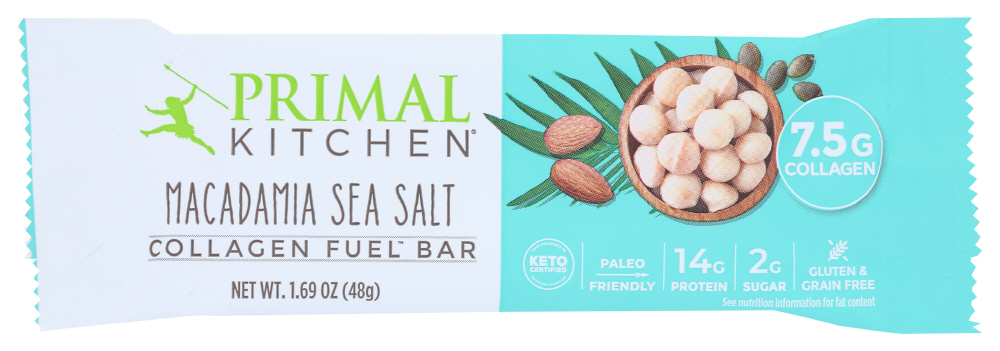 PRIMAL
KITCHEN®
MACADAMIA SEA SALT
COLLAGEN FUEL™ BAR
NET WT. 1.69 OZ (48g)
7.5G
COLLAGEN
KETO
CERTIFIED
PALEO
FRIENDLY
14G
PROTEIN
2G
SUGAR
GLUTEN &
GRAIN FREE
See nutrition information for fat content